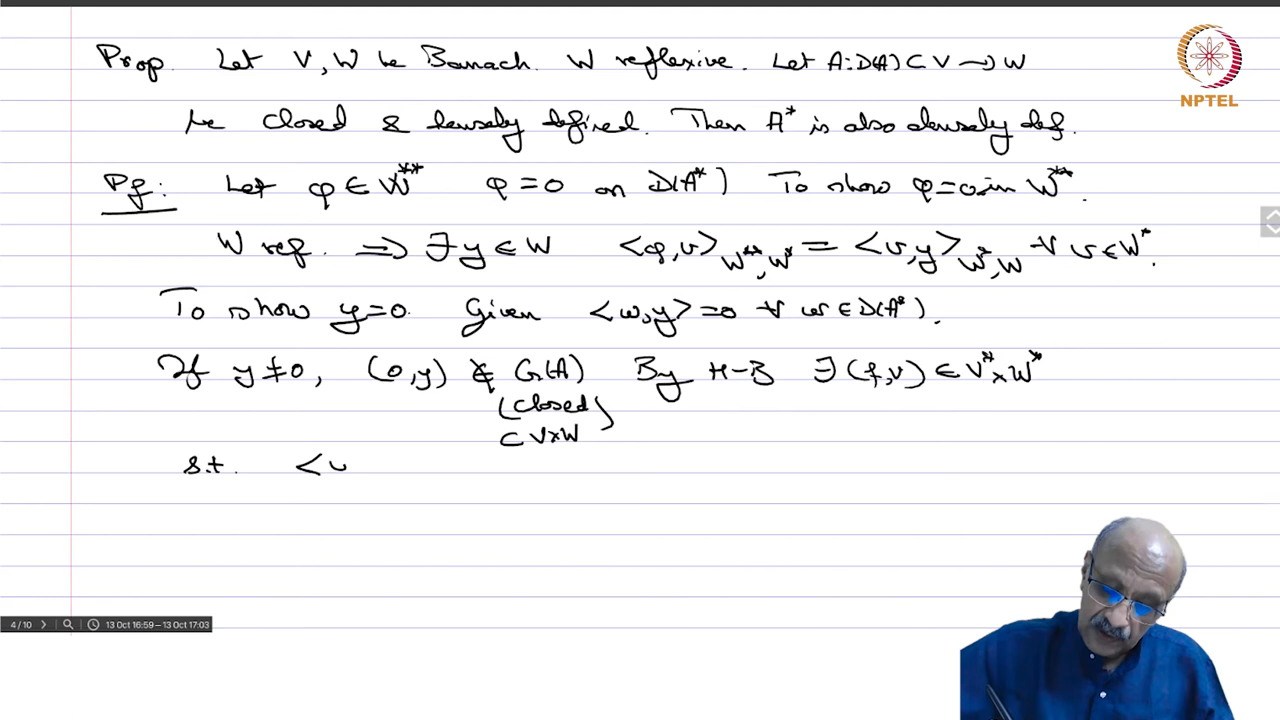 Prop. Let V, W be Banach. W reflexive. Let A: D(A) ⊂ V → W
be closed & densely defined. Then A* is also densely def.
Pf: Let φ ∈ W** φ = 0 on D(A*) To show φ = 0 in W**.
W ref. ⟹ ∃ y ∈ W <φ, v>_{W**, W*} = <v, y>_{W*, W} ∀ v ∈ W*.
To show y = 0. Given <w, y> = 0 ∀ w ∈ D(A*).
If y ≠ 0, (0, y) ∉ G(A) By H-B ∃ (f, v) ∈ V* × W*
(closed)
⊂ V×W
s.t. <v
NPTEL
4 / 10 13 Oct 16:59 – 13 Oct 17:03